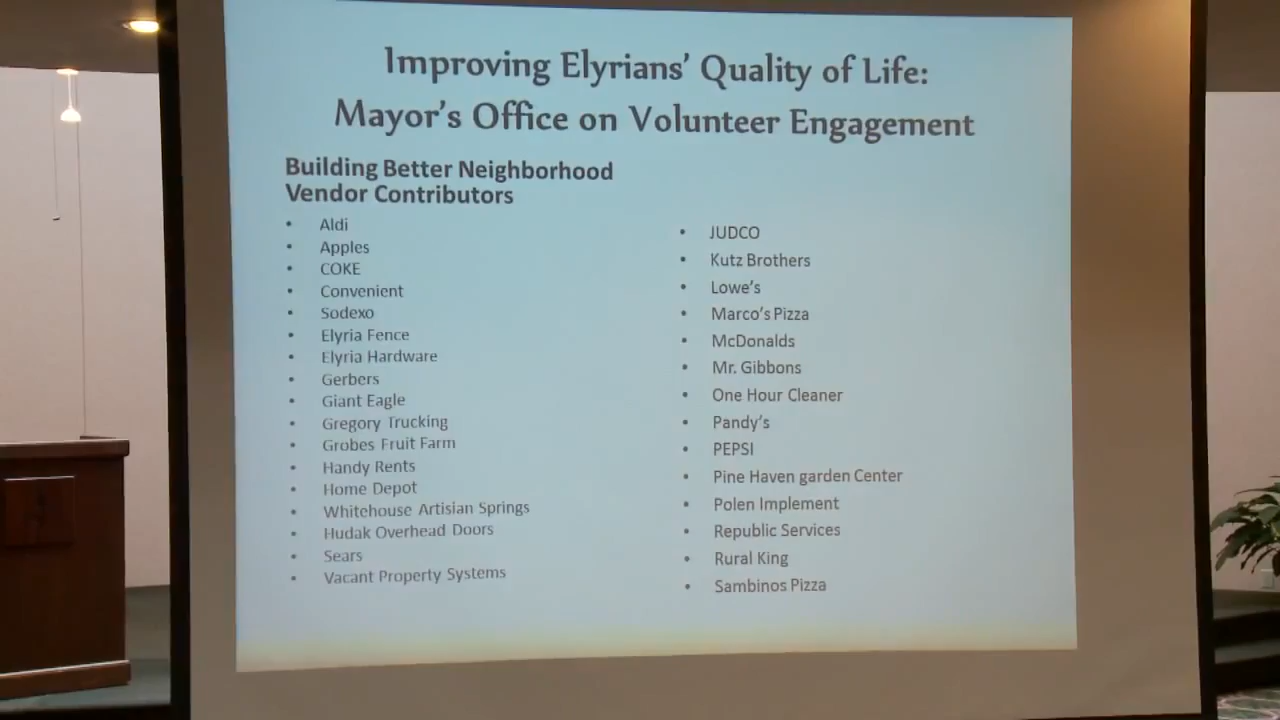 Improving Elyrians' Quality of Life:
Mayor's Office on Volunteer Engagement
Building Better Neighborhood
Vendor Contributors
• Aldi
• Apples
• COKE
• Convenient
• Sodexo
• Elyria Fence
• Elyria Hardware
• Gerbers
• Giant Eagle
• Gregory Trucking
• Grobes Fruit Farm
• Handy Rents
• Home Depot
• Whitehouse Artisian Springs
• Hudak Overhead Doors
• Sears
• Vacant Property Systems
• JUDCO
• Kutz Brothers
• Lowe's
• Marco's Pizza
• McDonalds
• Mr. Gibbons
• One Hour Cleaner
• Pandy's
• PEPSI
• Pine Haven garden Center
• Polen Implement
• Republic Services
• Rural King
• Sambinos Pizza